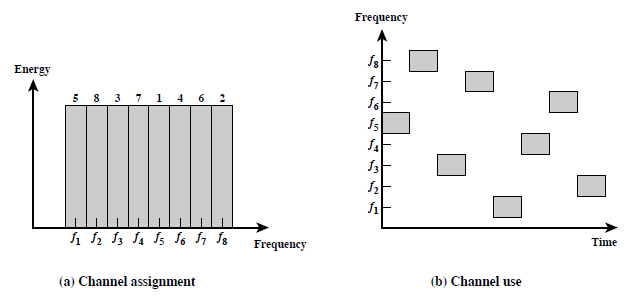 Energy
5 8 3 7 1 4 6 2
f1 f2 f3 f4 f5 f6 f7 f8
Frequency
(a) Channel assignment
Frequency
f8
f7
f6
f5
f4
f3
f2
f1
Time
(b) Channel use